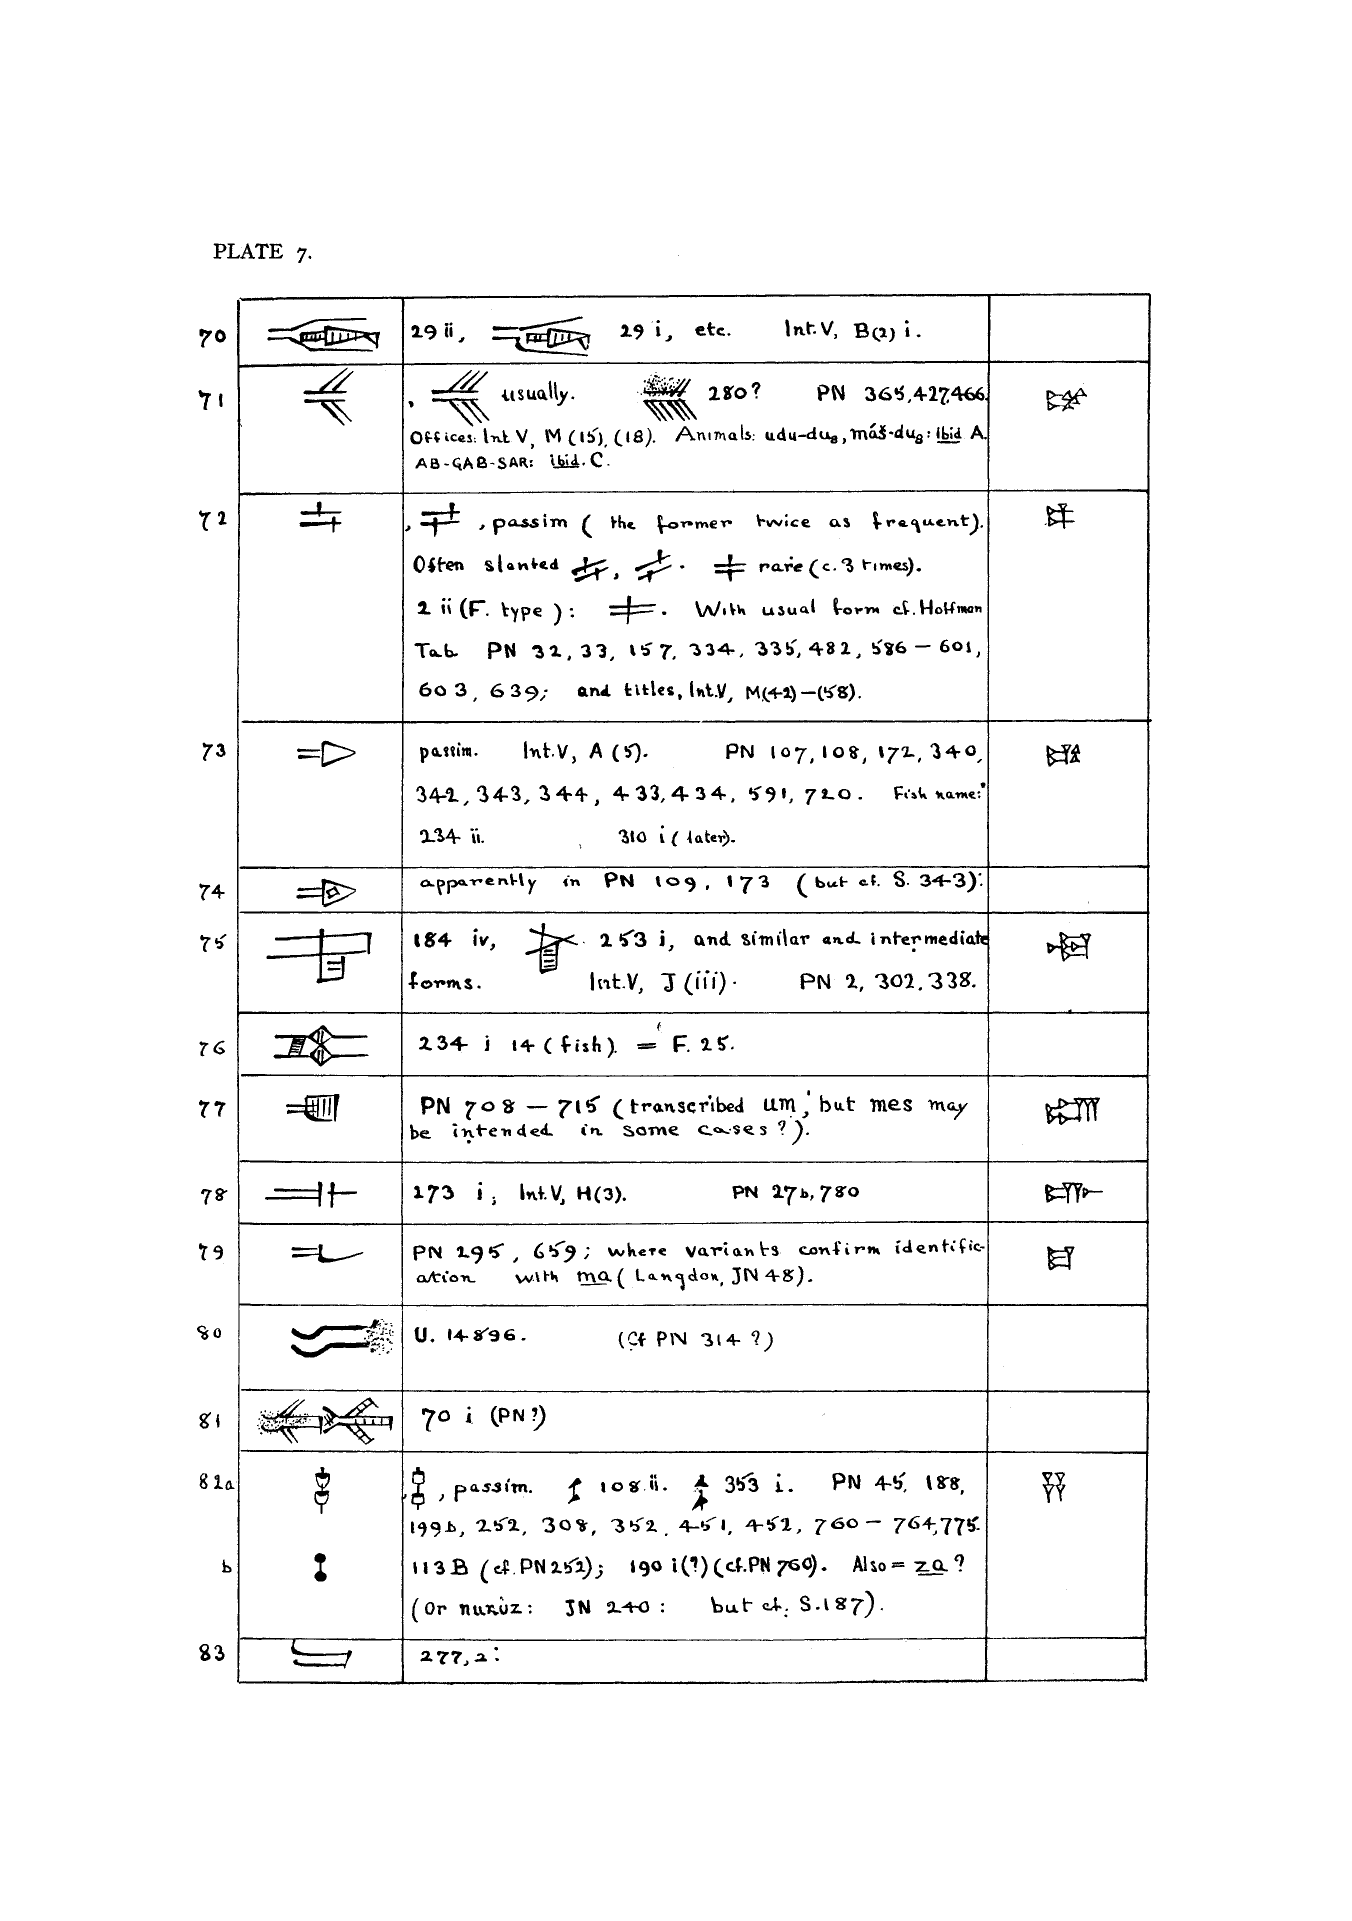 PLATE 7.
70 29 ii, 29 i, etc. Int. V, B(2) i.
71 , usually. 280? PN 365, 427, 466.
Offices: Int V, M (15), (18). Animals: udu-du₈, máš-du₈: ibid A.
AB-GAB-SAR: ibid. C.
72 , , passim ( the former twice as frequent).
Often slanted , . rare (c. 3 times).
2 ii (F. type ): . With usual form cf. Hoffman
Tab. PN 32, 33, 157, 334, 335, 482, 586 — 601,
603, 639; and titles, Int.V, M(42)—(58).
73 passim. Int.V, A (5). PN 107, 108, 172, 340,
342, 343, 344, 433, 434, 591, 720. Fish name:
234 ii. 310 i ( later).
74 apparently in PN 109, 173 (but cf. S. 343).
75 184 iv, 253 i, and similar and intermediate
forms. Int.V, J (iii). PN 2, 302, 338.
76 234 i 14 ( fish). = F. 25.
77 PN 708 — 715 (transcribed um, but mes may
be intended in some cases?).
78 273 i; Int.V, H(3). PN 27b, 780
79 PN 295, 659; where variants confirm identific-
ation with ma ( Langdon, JN 48).
80 U. 14896. (Cf PN 314 ?)
81 70 i (PN?)
82a , , passim. 108 ii. 353 i. PN 45, 188,
199b, 252, 308, 352, 451, 452, 760 — 764, 775.
b 113B (cf. PN 252); 190 i(?) (cf. PN 760). Also = za ?
(Or nunùz: JN 240: but cf. S.187).
83 277, 2: